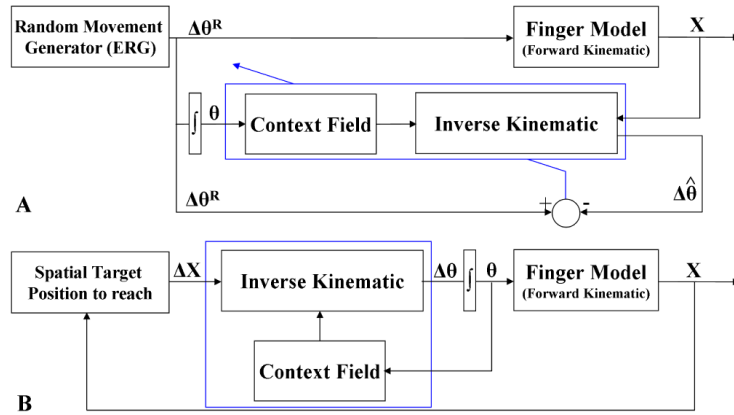 Random Movement
Generator (ERG)
Δθᴿ
Finger Model
(Forward Kinematic)
X
∫
θ
Context Field
Inverse Kinematic
A
Δθᴿ
+
-
Δθ̂
Spatial Target
Position to reach
ΔX
Inverse Kinematic
Δθ
∫
θ
Finger Model
(Forward Kinematic)
X
Context Field
B